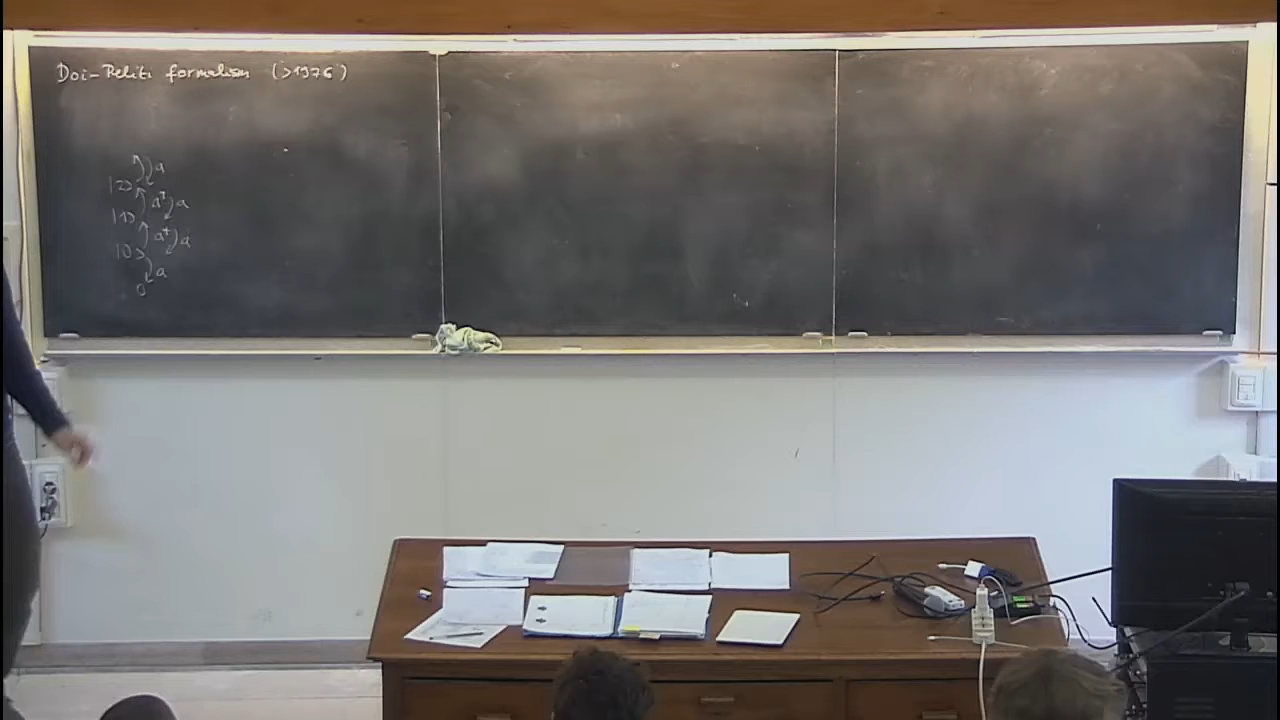 Doi-Peliti formalism (>1976)
a
|2>
a† a
|1>
a† a
|0>
a
0